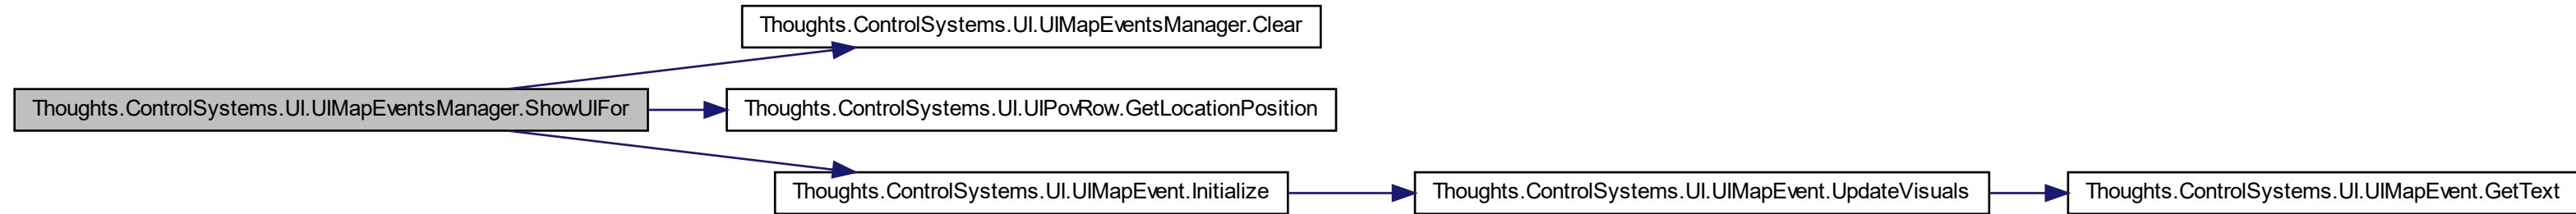 Thoughts.ControlSystems.UI.UIMapEventsManager.Clear
Thoughts.ControlSystems.UI.UIMapEventsManager.ShowUIFor
Thoughts.ControlSystems.UI.UIPovRow.GetLocationPosition
Thoughts.ControlSystems.UI.UIMapEvent.Initialize
Thoughts.ControlSystems.UI.UIMapEvent.UpdateVisuals
Thoughts.ControlSystems.UI.UIMapEvent.GetText